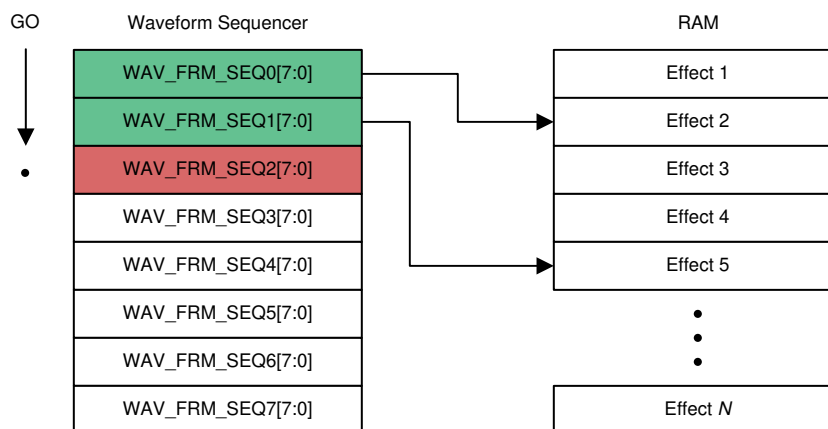 GO
Waveform Sequencer
RAM
WAV_FRM_SEQ0[7:0]
Effect 1
WAV_FRM_SEQ1[7:0]
Effect 2
WAV_FRM_SEQ2[7:0]
Effect 3
WAV_FRM_SEQ3[7:0]
Effect 4
WAV_FRM_SEQ4[7:0]
Effect 5
WAV_FRM_SEQ5[7:0]
WAV_FRM_SEQ6[7:0]
WAV_FRM_SEQ7[7:0]
Effect N